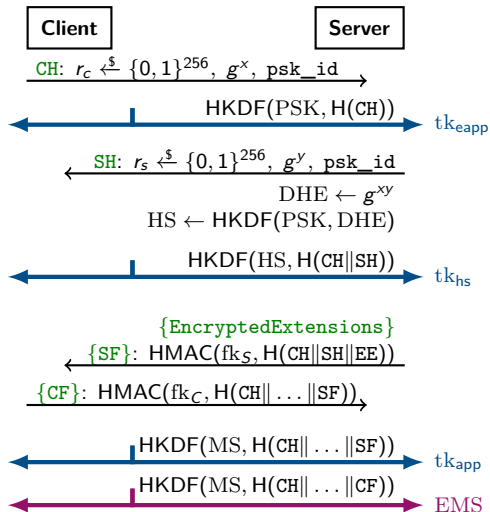 Client Server
CH: r_c ←$ {0, 1}^256, g^x, psk_id
HKDF(PSK, H(CH))
tk_eapp
SH: r_s ←$ {0, 1}^256, g^y, psk_id
DHE ← g^xy
HS ← HKDF(PSK, DHE)
HKDF(HS, H(CH‖SH))
tk_hs
{EncryptedExtensions}
{SF}: HMAC(fk_S, H(CH‖SH‖EE))
{CF}: HMAC(fk_C, H(CH‖ . . . ‖SF))
HKDF(MS, H(CH‖ . . . ‖SF))
tk_app
HKDF(MS, H(CH‖ . . . ‖CF))
EMS